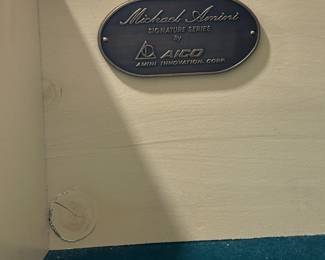 Michael Amini
SIGNATURE SERIES
By
AICO
AMINI INNOVATION CORP.